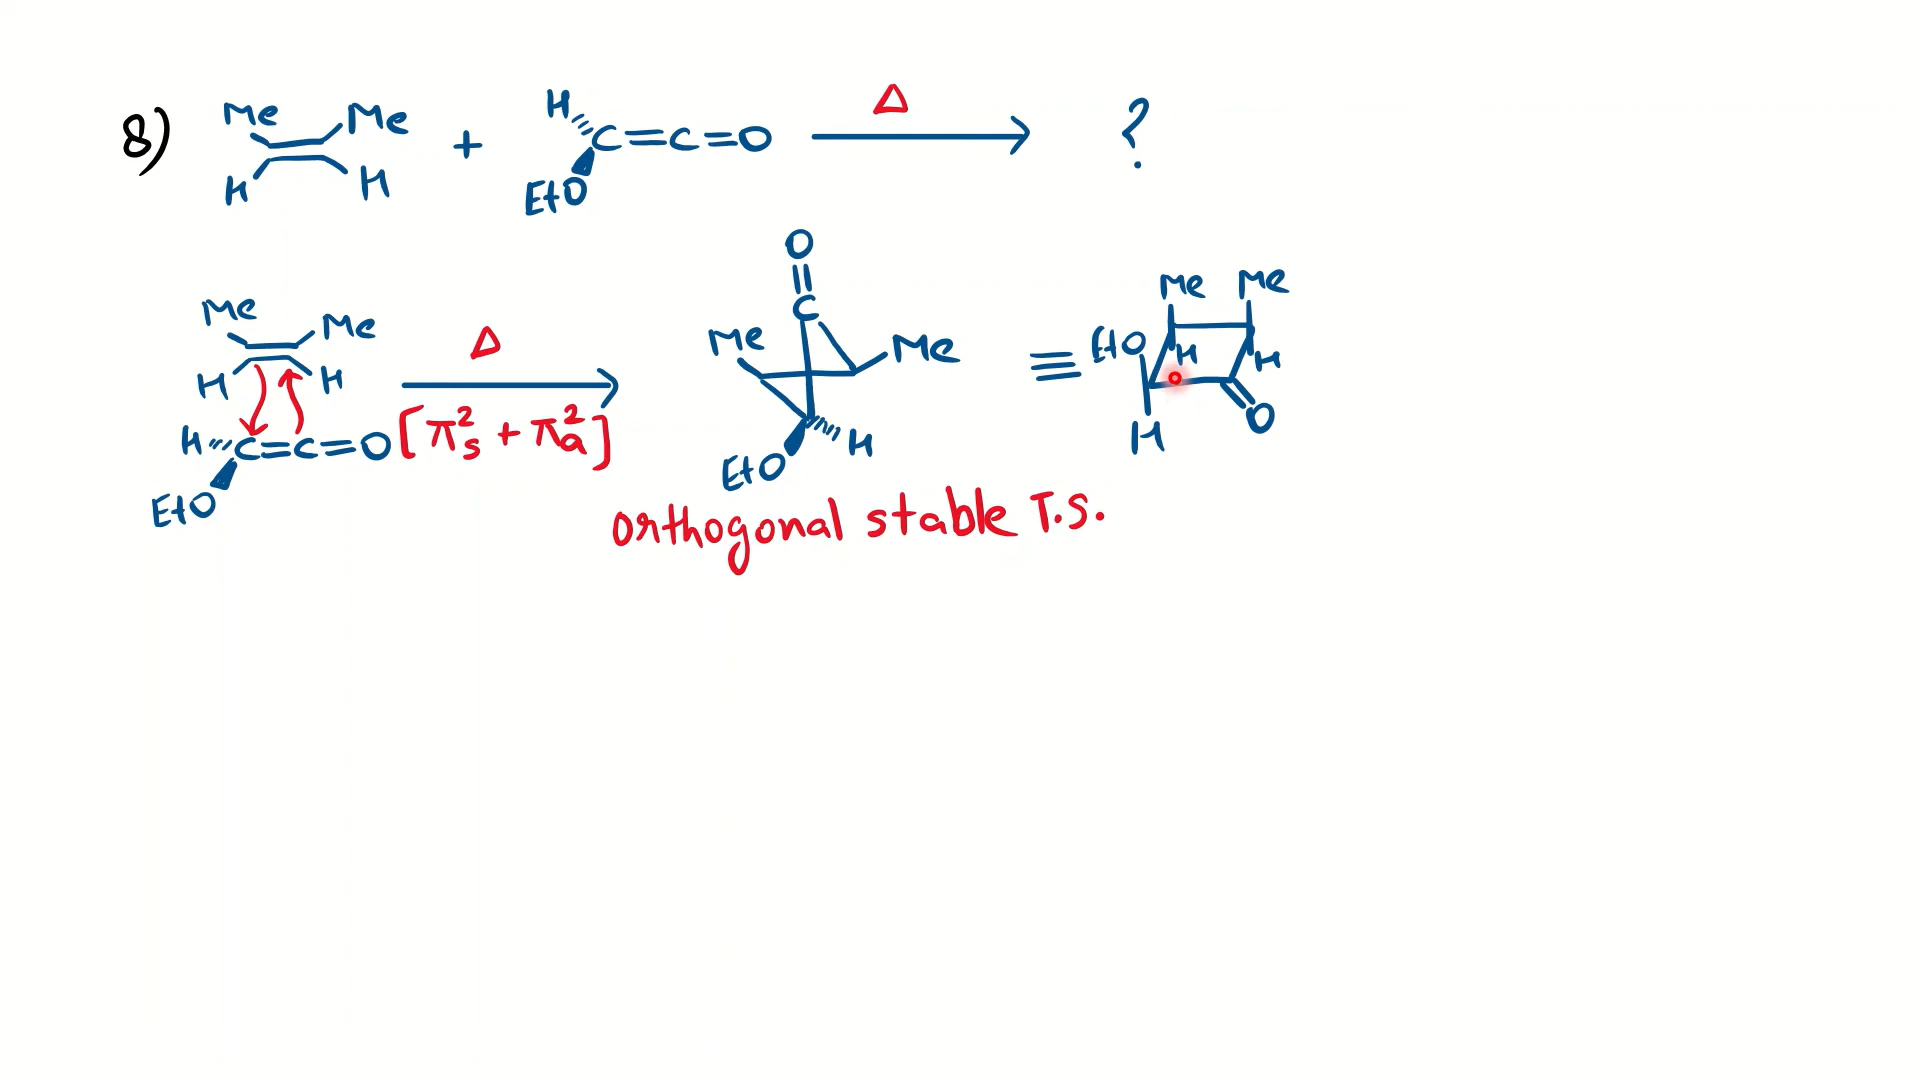 8) Me Me H H + H EtO C=C=O Δ ?
Me Me H H H C=C=O EtO Δ [π²s + π²a] O C Me Me EtO H ≡ Me Me EtO H H H O
orthogonal stable T.S.